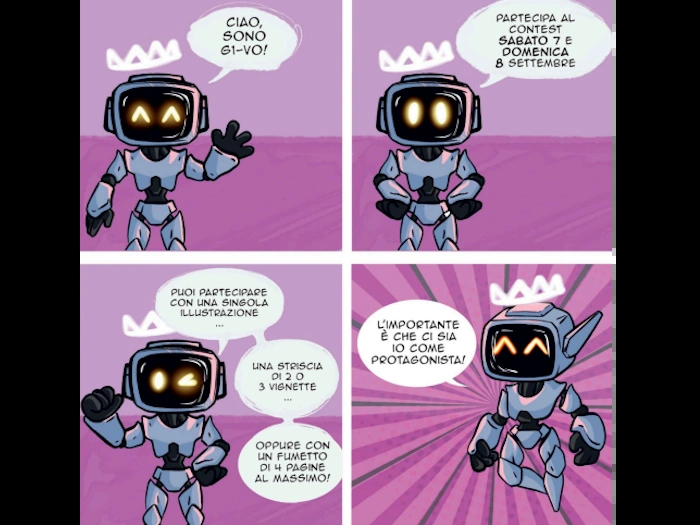 CIAO,
SONO
G1-VO!
PARTECIPA AL
CONTEST
SABATO 7 E
DOMENICA
8 SETTEMBRE
PUOI PARTECIPARE
CON UNA SINGOLA
ILLUSTRAZIONE
...
UNA STRISCIA
DI 2 O
3 VIGNETTE
...
OPPURE CON
UN FUMETTO
DI 4 PAGINE
AL MASSIMO!
L'IMPORTANTE
È CHE CI SIA
IO COME
PROTAGONISTA!